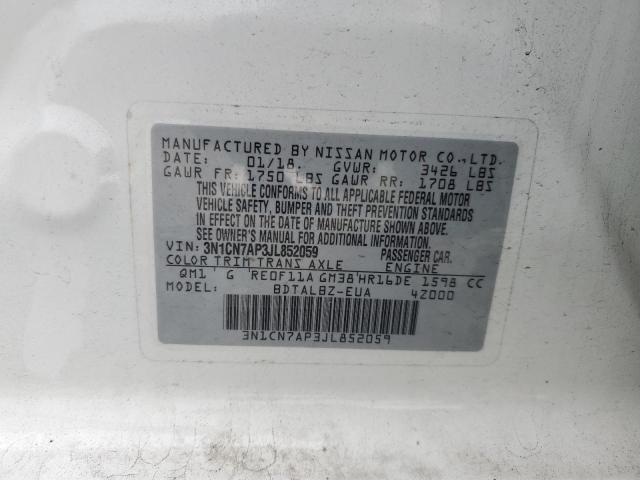 MANUFACTURED BY NISSAN MOTOR CO.,LTD.
DATE: 01/18. GVWR: 3426 LBS
GAWR FR: 1750 LBS GAWR RR: 1708 LBS
THIS VEHICLE CONFORMS TO ALL APPLICABLE FEDERAL MOTOR
VEHICLE SAFETY, BUMPER AND THEFT PREVENTION STANDARDS
IN EFFECT ON THE DATE OF MANUFACTURE SHOWN ABOVE.
SEE OWNER'S MANUAL FOR ADDITIONAL INFORMATION.
VIN: 3N1CN7AP3JL852059 PASSENGER CAR.
COLOR TRIM TRANS AXLE ENGINE
QM1 G RE0F11A GM38 HR16DE 1598 CC
MODEL: BDTALBZ-EUA 4Z000
3N1CN7AP3JL852059